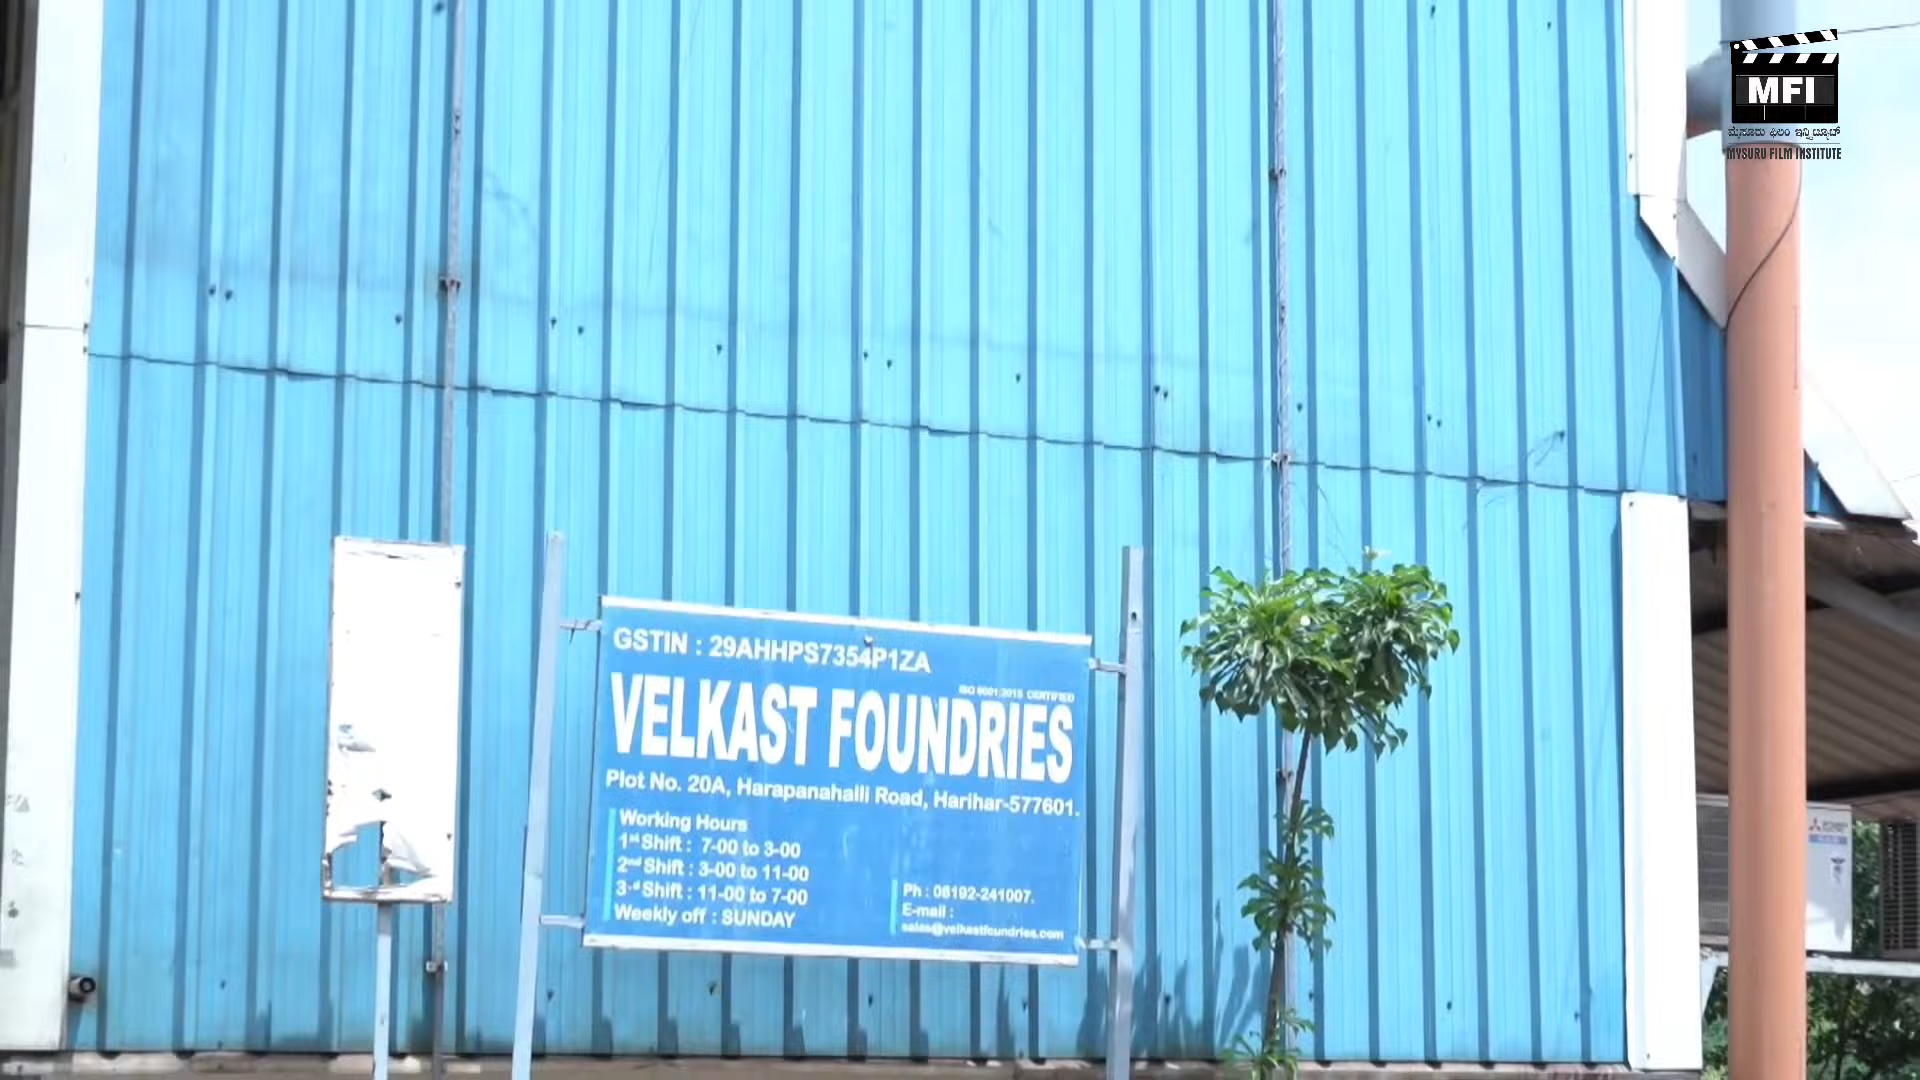 MFI
ಮೈಸೂರು ಫಿಲಂ ಇನ್ಸ್ಟಿಟ್ಯೂಟ್
MYSURU FILM INSTITUTE
GSTIN : 29AHHPS7354P1ZA
ISO 9001:2015 CERTIFIED
VELKAST FOUNDRIES
Plot No. 20A, Harapanahalli Road, Harihar-577601.
Working Hours
1st Shift : 7-00 to 3-00
2nd Shift : 3-00 to 11-00
3rd Shift : 11-00 to 7-00
Weekly off : SUNDAY
Ph : 08192-241007.
E-mail :
sales@velkastfoundries.com